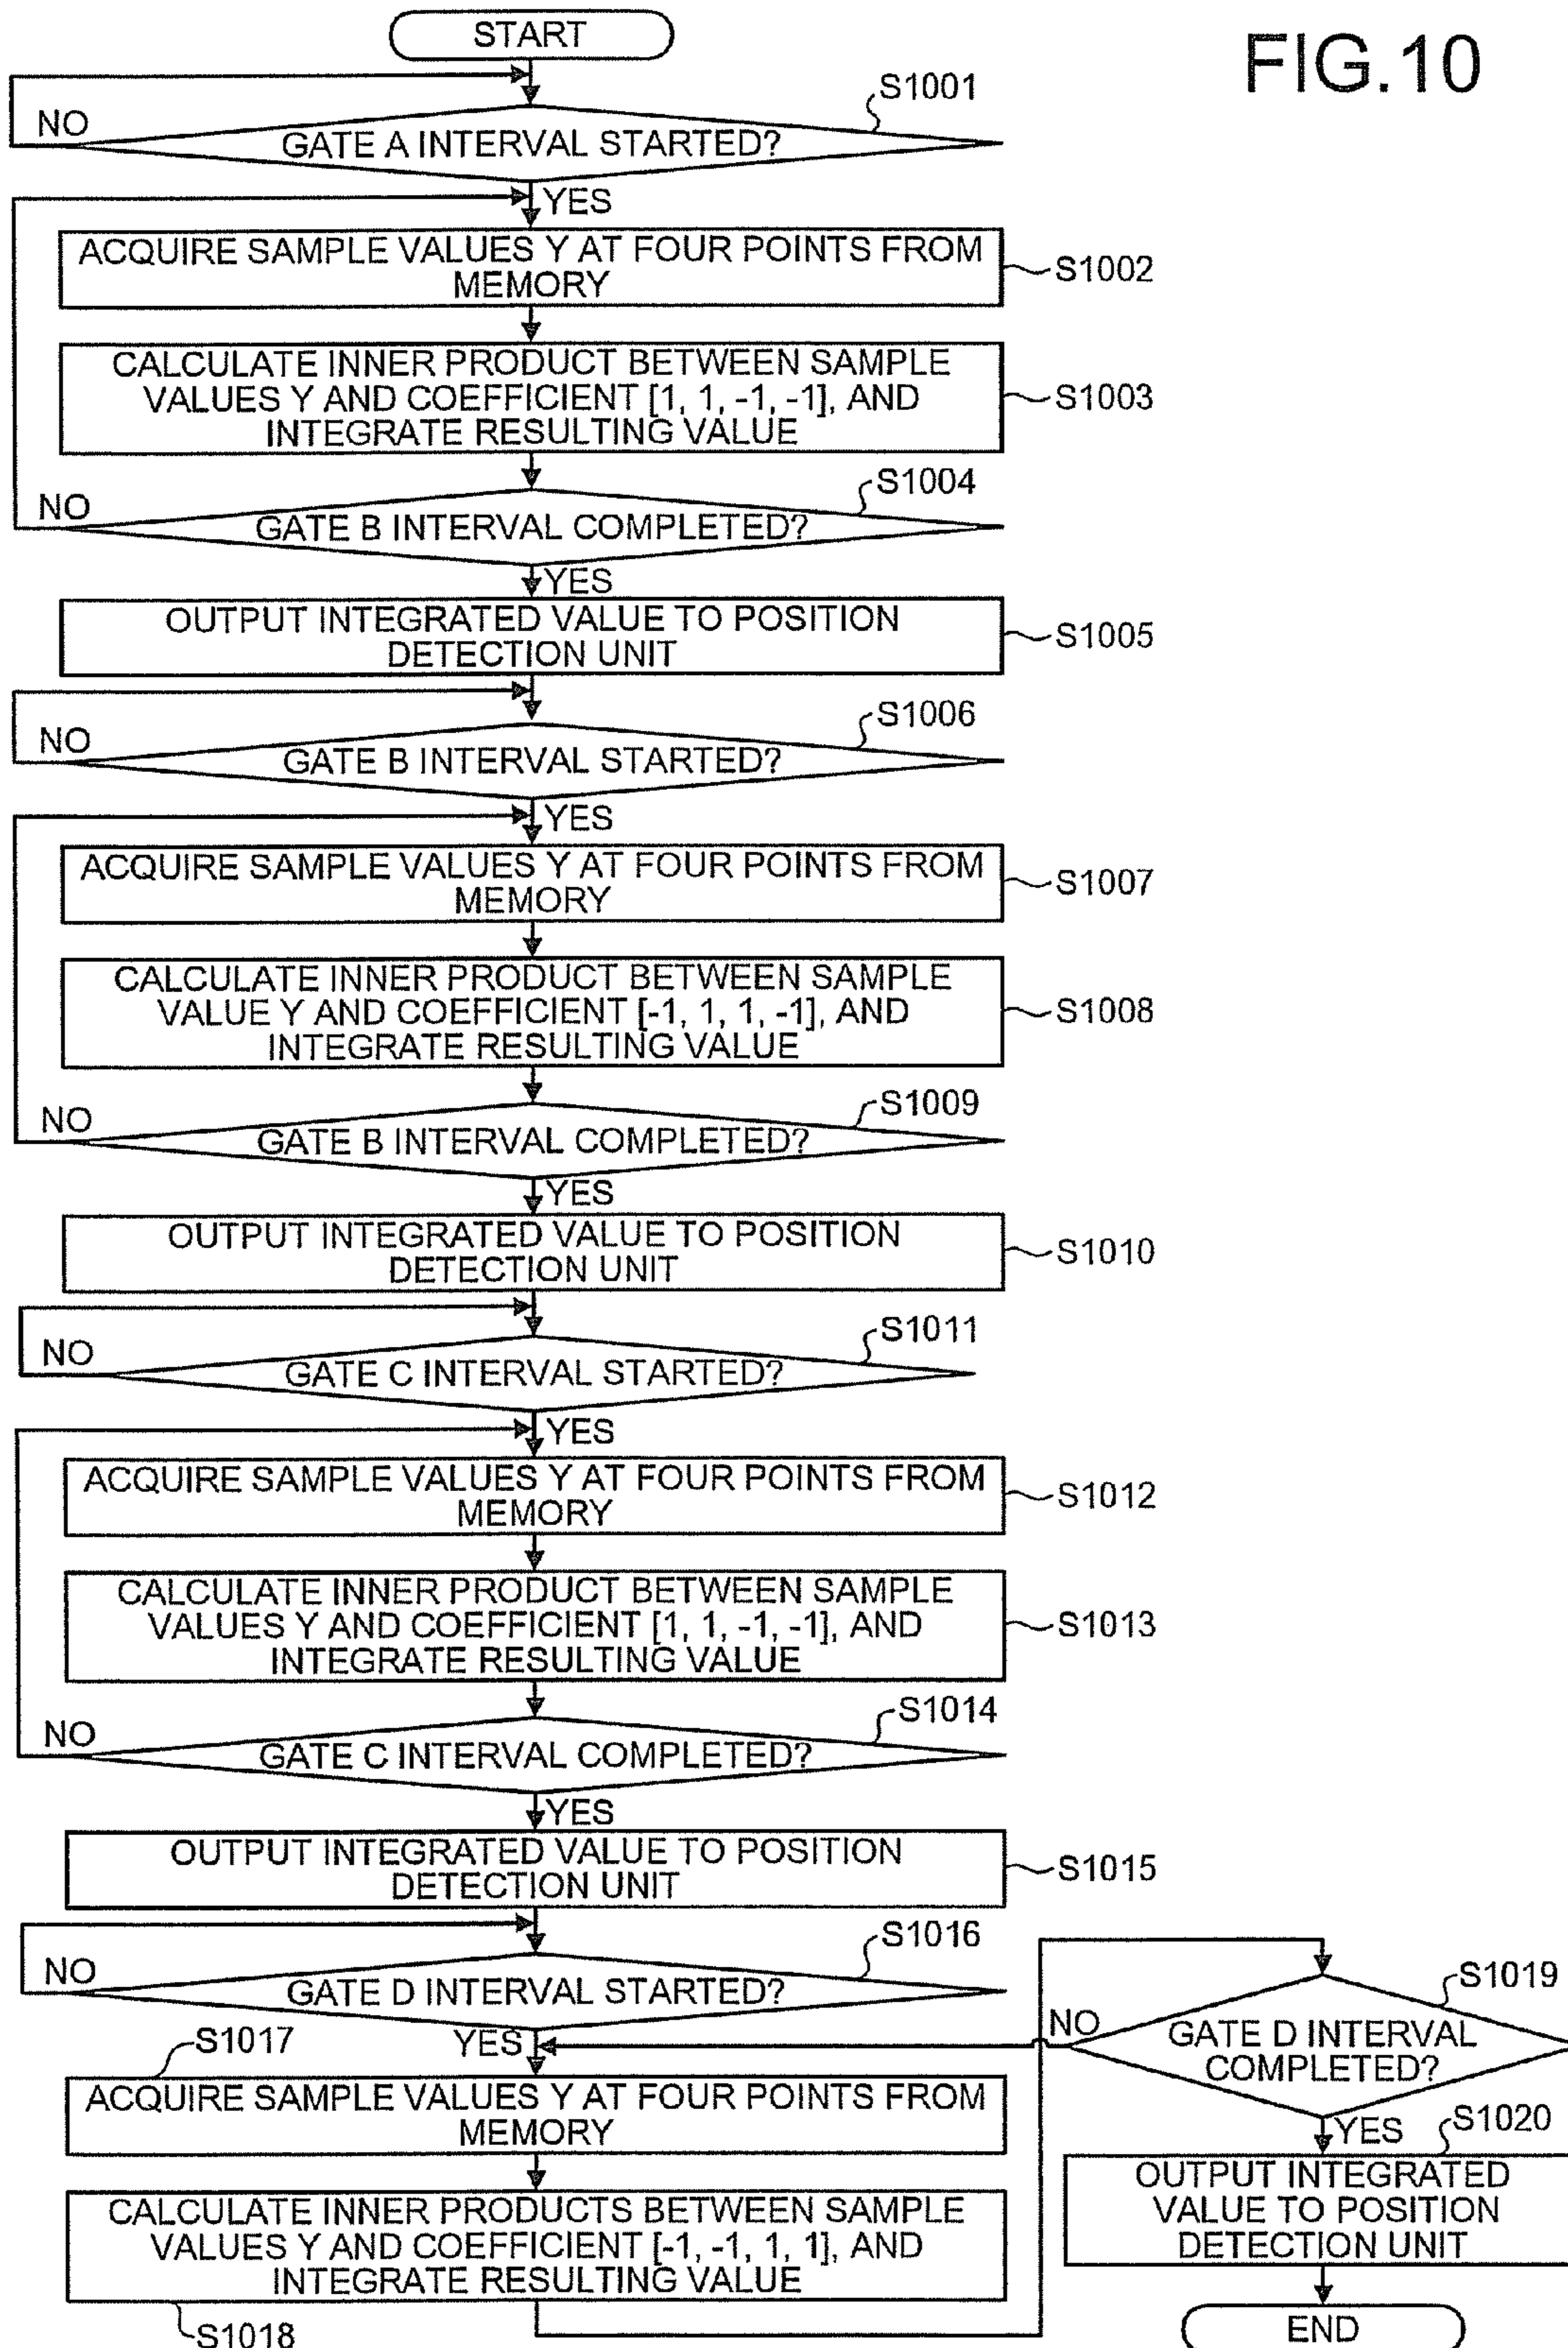 FIG.10
START
S1001
NO
GATE A INTERVAL STARTED?
YES
ACQUIRE SAMPLE VALUES Y AT FOUR POINTS FROM
MEMORY
S1002
CALCULATE INNER PRODUCT BETWEEN SAMPLE
VALUES Y AND COEFFICIENT [1, 1, -1, -1], AND
INTEGRATE RESULTING VALUE
S1003
S1004
NO
GATE B INTERVAL COMPLETED?
YES
OUTPUT INTEGRATED VALUE TO POSITION
DETECTION UNIT
S1005
S1006
NO
GATE B INTERVAL STARTED?
YES
ACQUIRE SAMPLE VALUES Y AT FOUR POINTS FROM
MEMORY
S1007
CALCULATE INNER PRODUCT BETWEEN SAMPLE
VALUE Y AND COEFFICIENT [-1, 1, 1, -1], AND
INTEGRATE RESULTING VALUE
S1008
S1009
NO
GATE B INTERVAL COMPLETED?
YES
OUTPUT INTEGRATED VALUE TO POSITION
DETECTION UNIT
S1010
S1011
NO
GATE C INTERVAL STARTED?
YES
ACQUIRE SAMPLE VALUES Y AT FOUR POINTS FROM
MEMORY
S1012
CALCULATE INNER PRODUCT BETWEEN SAMPLE
VALUES Y AND COEFFICIENT [1, 1, -1, -1], AND
INTEGRATE RESULTING VALUE
S1013
S1014
NO
GATE C INTERVAL COMPLETED?
YES
OUTPUT INTEGRATED VALUE TO POSITION
DETECTION UNIT
S1015
S1016
NO
GATE D INTERVAL STARTED?
YES
S1017
ACQUIRE SAMPLE VALUES Y AT FOUR POINTS FROM
MEMORY
CALCULATE INNER PRODUCTS BETWEEN SAMPLE
VALUES Y AND COEFFICIENT [-1, -1, 1, 1], AND
INTEGRATE RESULTING VALUE
S1018
S1019
NO
GATE D INTERVAL
COMPLETED?
YES
S1020
OUTPUT INTEGRATED
VALUE TO POSITION
DETECTION UNIT
END